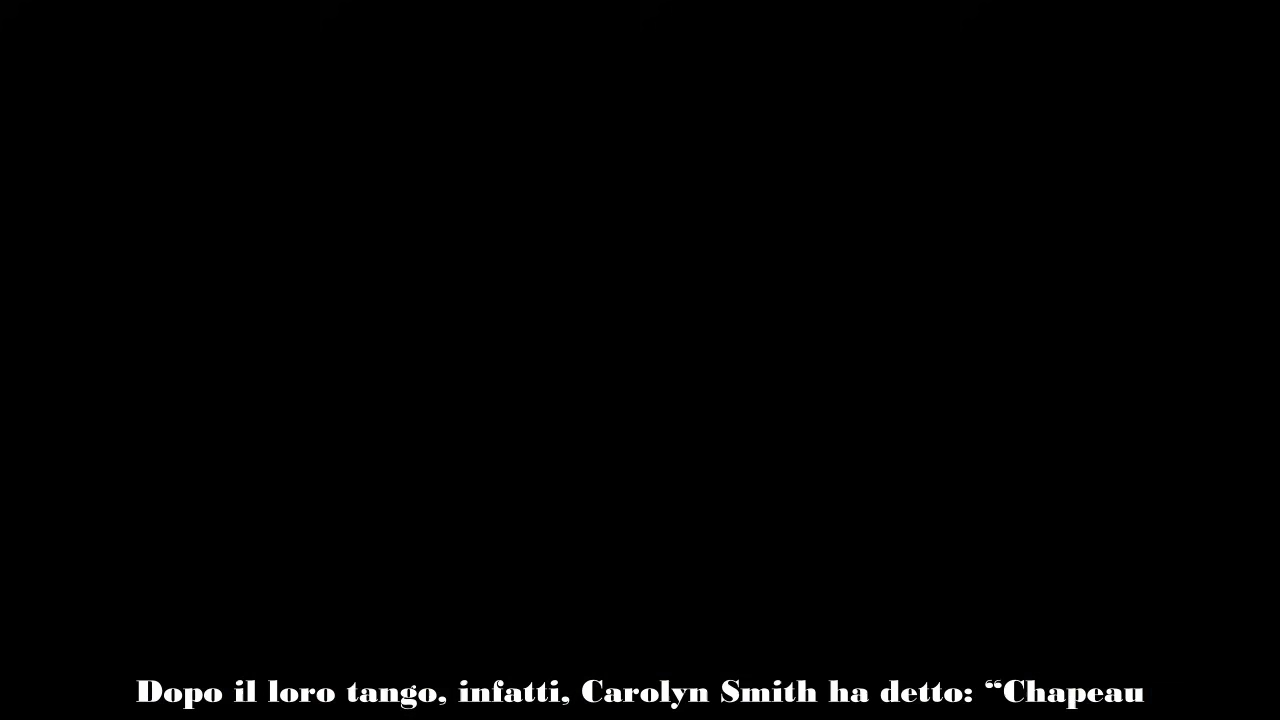 Dopo il loro tango, infatti, Carolyn Smith ha detto: “Chapeau